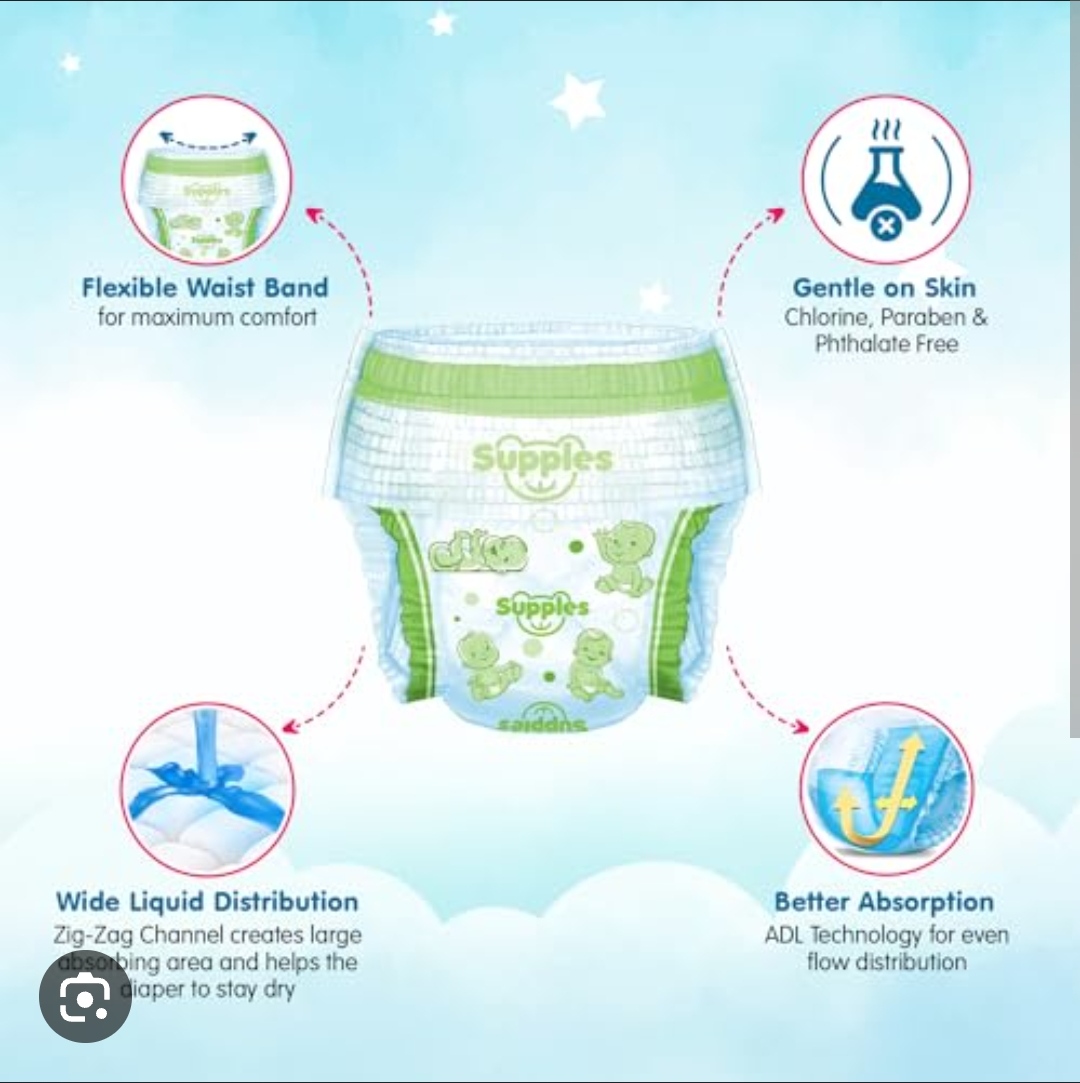 Supples
Supples
Flexible Waist Band
for maximum comfort
Gentle on Skin
Chlorine, Paraben &
Phthalate Free
Supples
Supples
Supples
Wide Liquid Distribution
Zig-Zag Channel creates large
absorbing area and helps the
diaper to stay dry
Better Absorption
ADL Technology for even
flow distribution